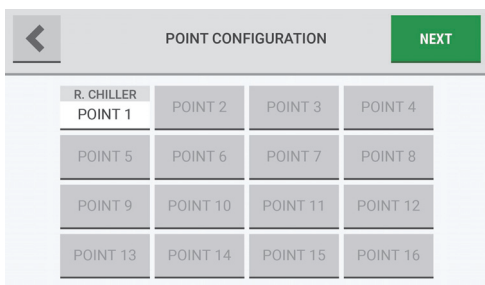 POINT CONFIGURATION
NEXT
R. CHILLER
POINT 1
POINT 2
POINT 3
POINT 4
POINT 5
POINT 6
POINT 7
POINT 8
POINT 9
POINT 10
POINT 11
POINT 12
POINT 13
POINT 14
POINT 15
POINT 16